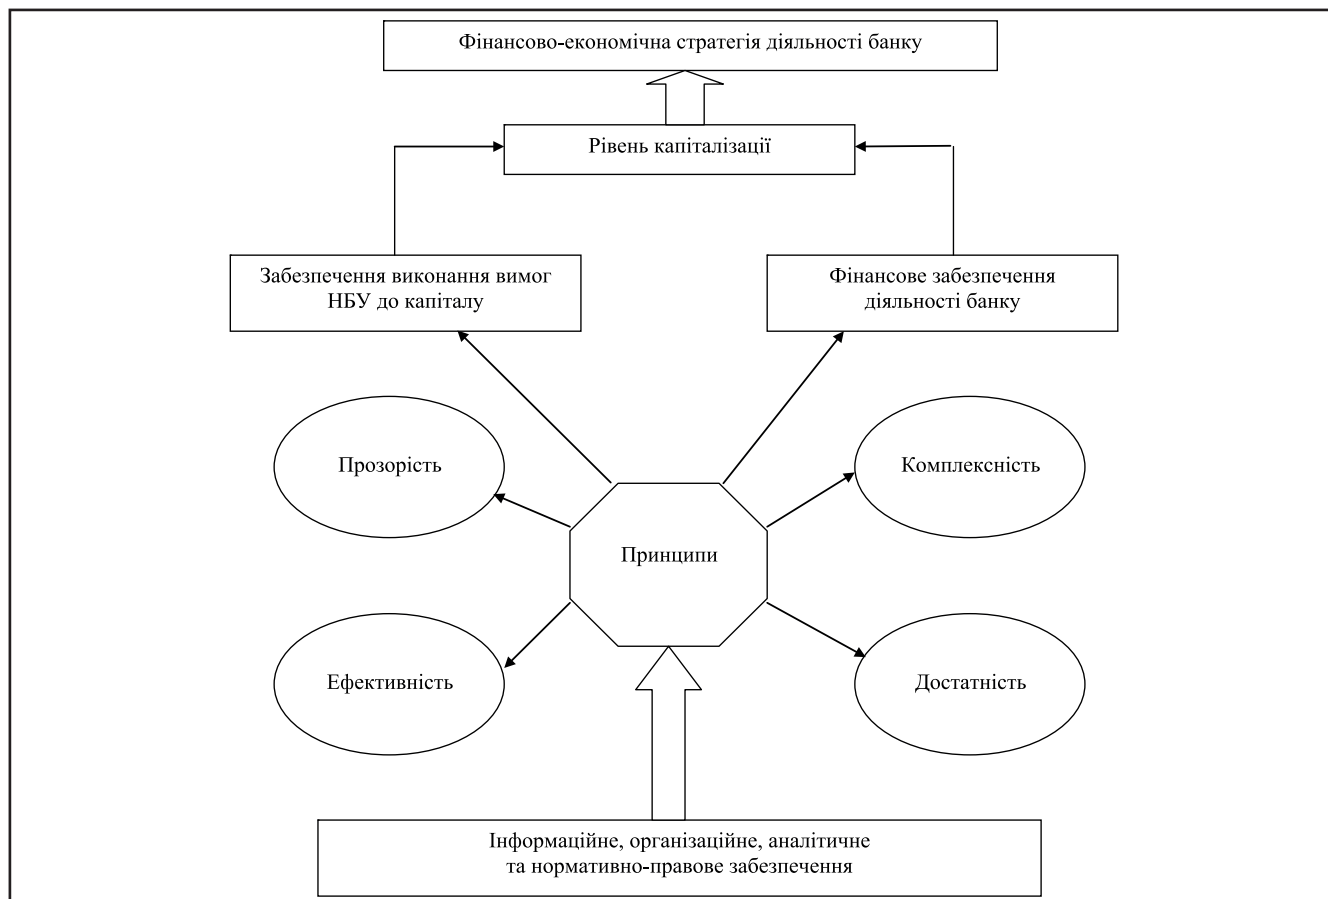 Фінансово-економічна стратегія діяльності банку
Рівень капіталізації
Забезпечення виконання вимог
НБУ до капіталу
Фінансове забезпечення
діяльності банку
Прозорість
Комплексність
Принципи
Ефективність
Достатність
Інформаційне, організаційне, аналітичне
та нормативно-правове забезпечення